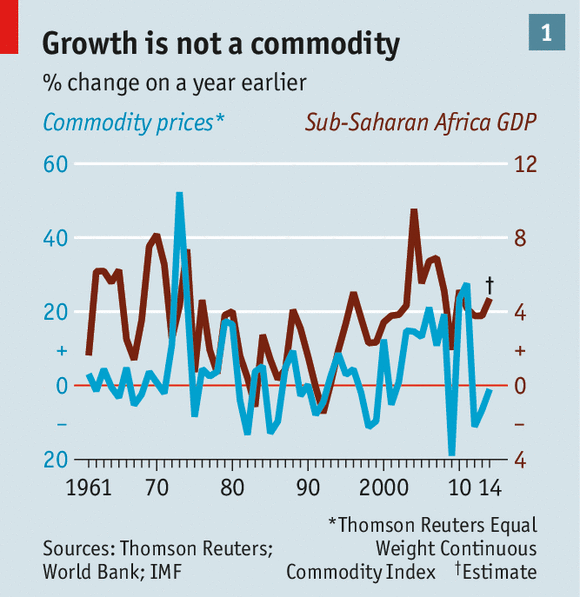 1
Growth is not a commodity
% change on a year earlier
Commodity prices* Sub-Saharan Africa GDP
60 12
40 8
†
20 4
+ +
0 0
– –
20 4
1961 70 80 90 2000 10 14
*Thomson Reuters Equal
Sources: Thomson Reuters; Weight Continuous
World Bank; IMF Commodity Index †Estimate